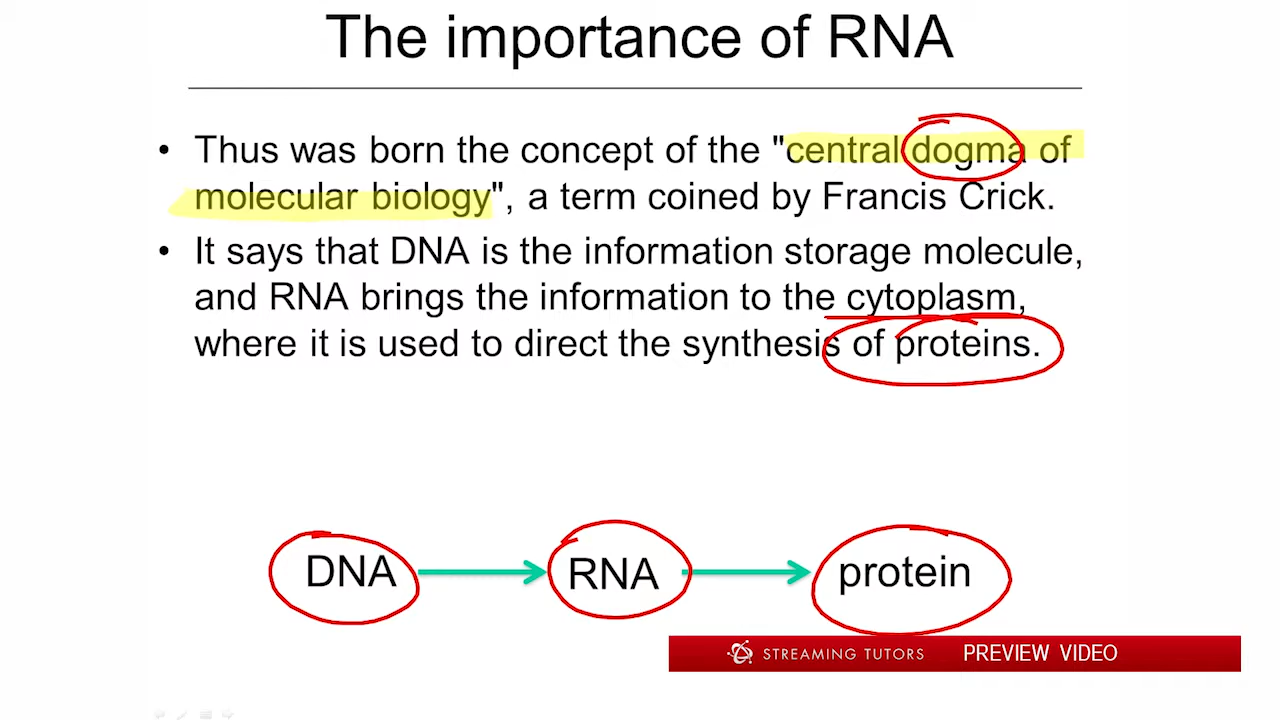 The importance of RNA
• Thus was born the concept of the "central dogma of
molecular biology", a term coined by Francis Crick.
• It says that DNA is the information storage molecule,
and RNA brings the information to the cytoplasm,
where it is used to direct the synthesis of proteins.
DNA RNA protein
STREAMING TUTORS PREVIEW VIDEO